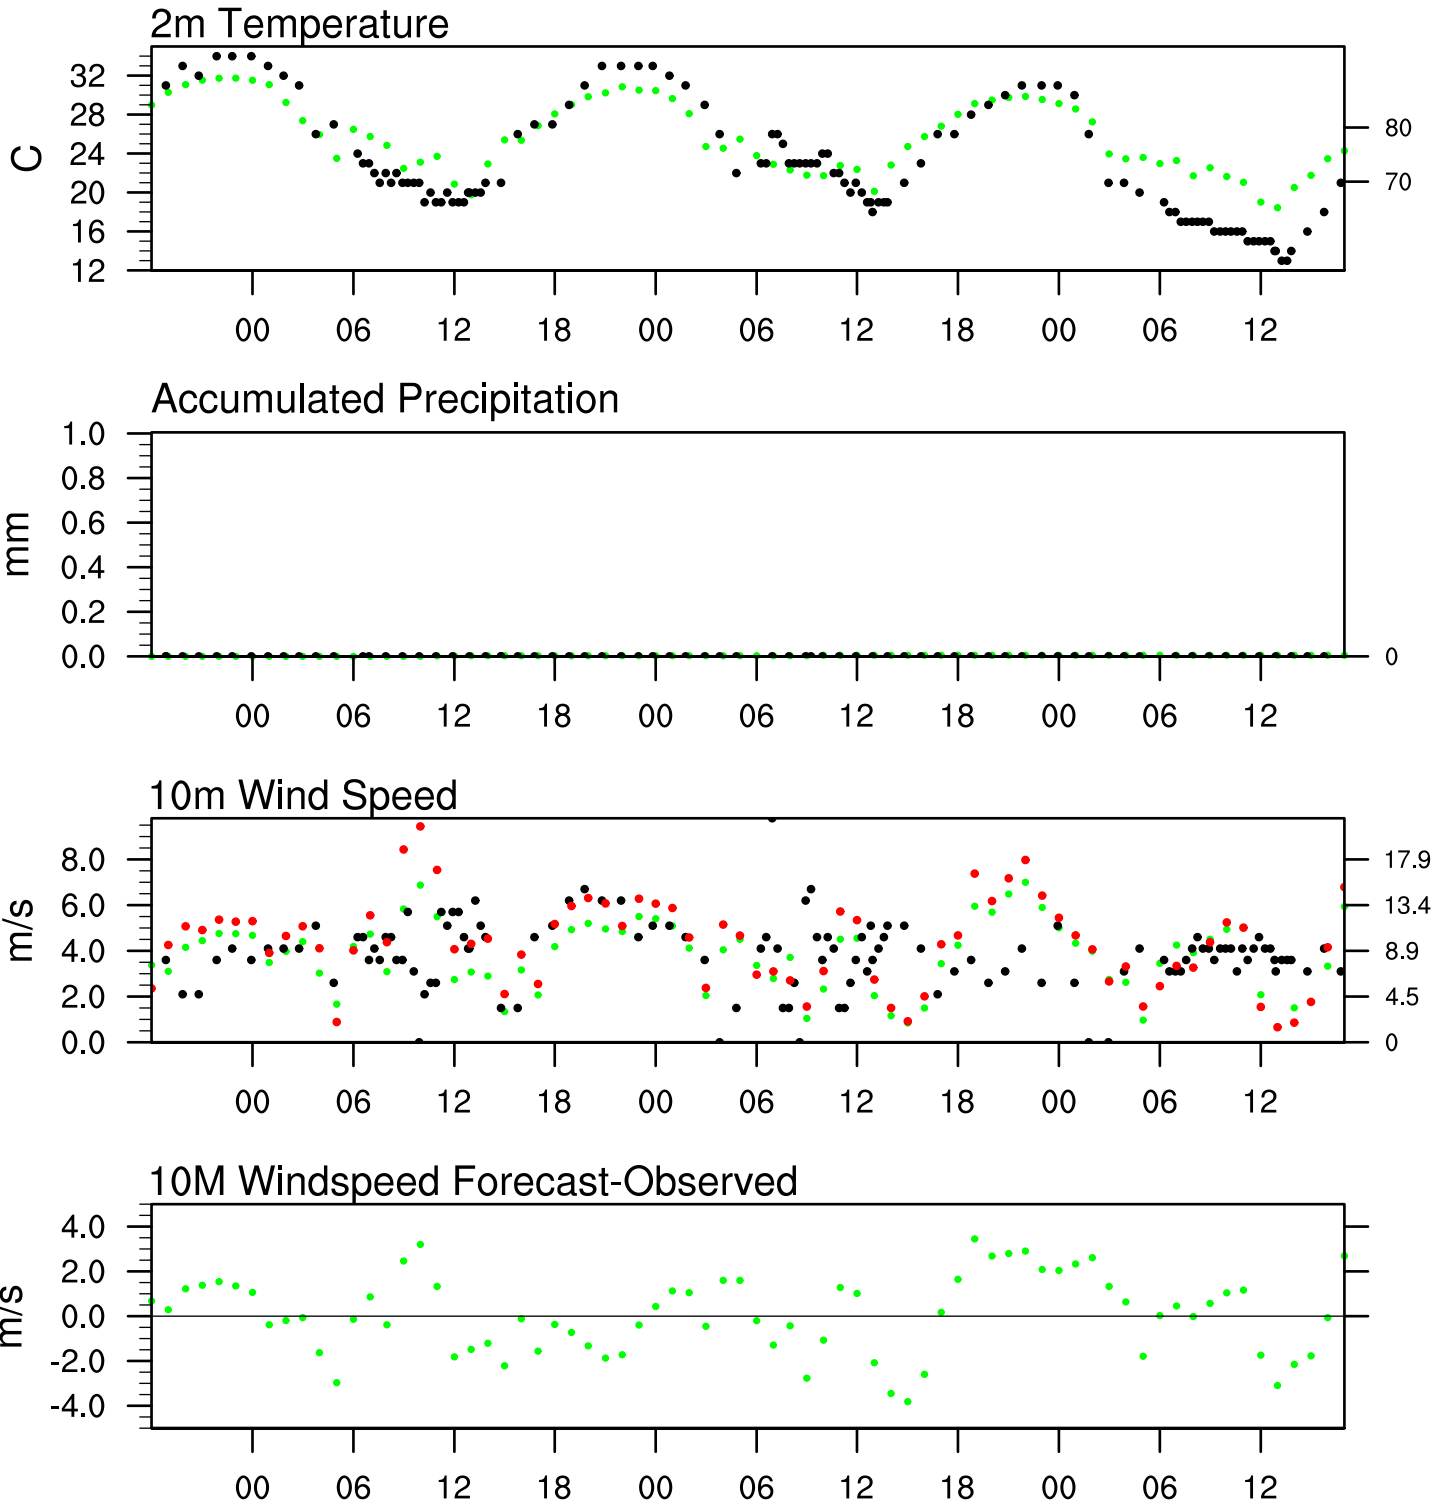 2m Temperature
32
28
24
20
16
12
C
80
70
00 06 12 18 00 06 12 18 00 06 12
Accumulated Precipitation
1.0
0.8
0.6
0.4
0.2
0.0
mm
0
00 06 12 18 00 06 12 18 00 06 12
10m Wind Speed
8.0
6.0
4.0
2.0
0.0
m/s
17.9
13.4
8.9
4.5
0
00 06 12 18 00 06 12 18 00 06 12
10M Windspeed Forecast-Observed
4.0
2.0
0.0
-2.0
-4.0
m/s
00 06 12 18 00 06 12 18 00 06 12